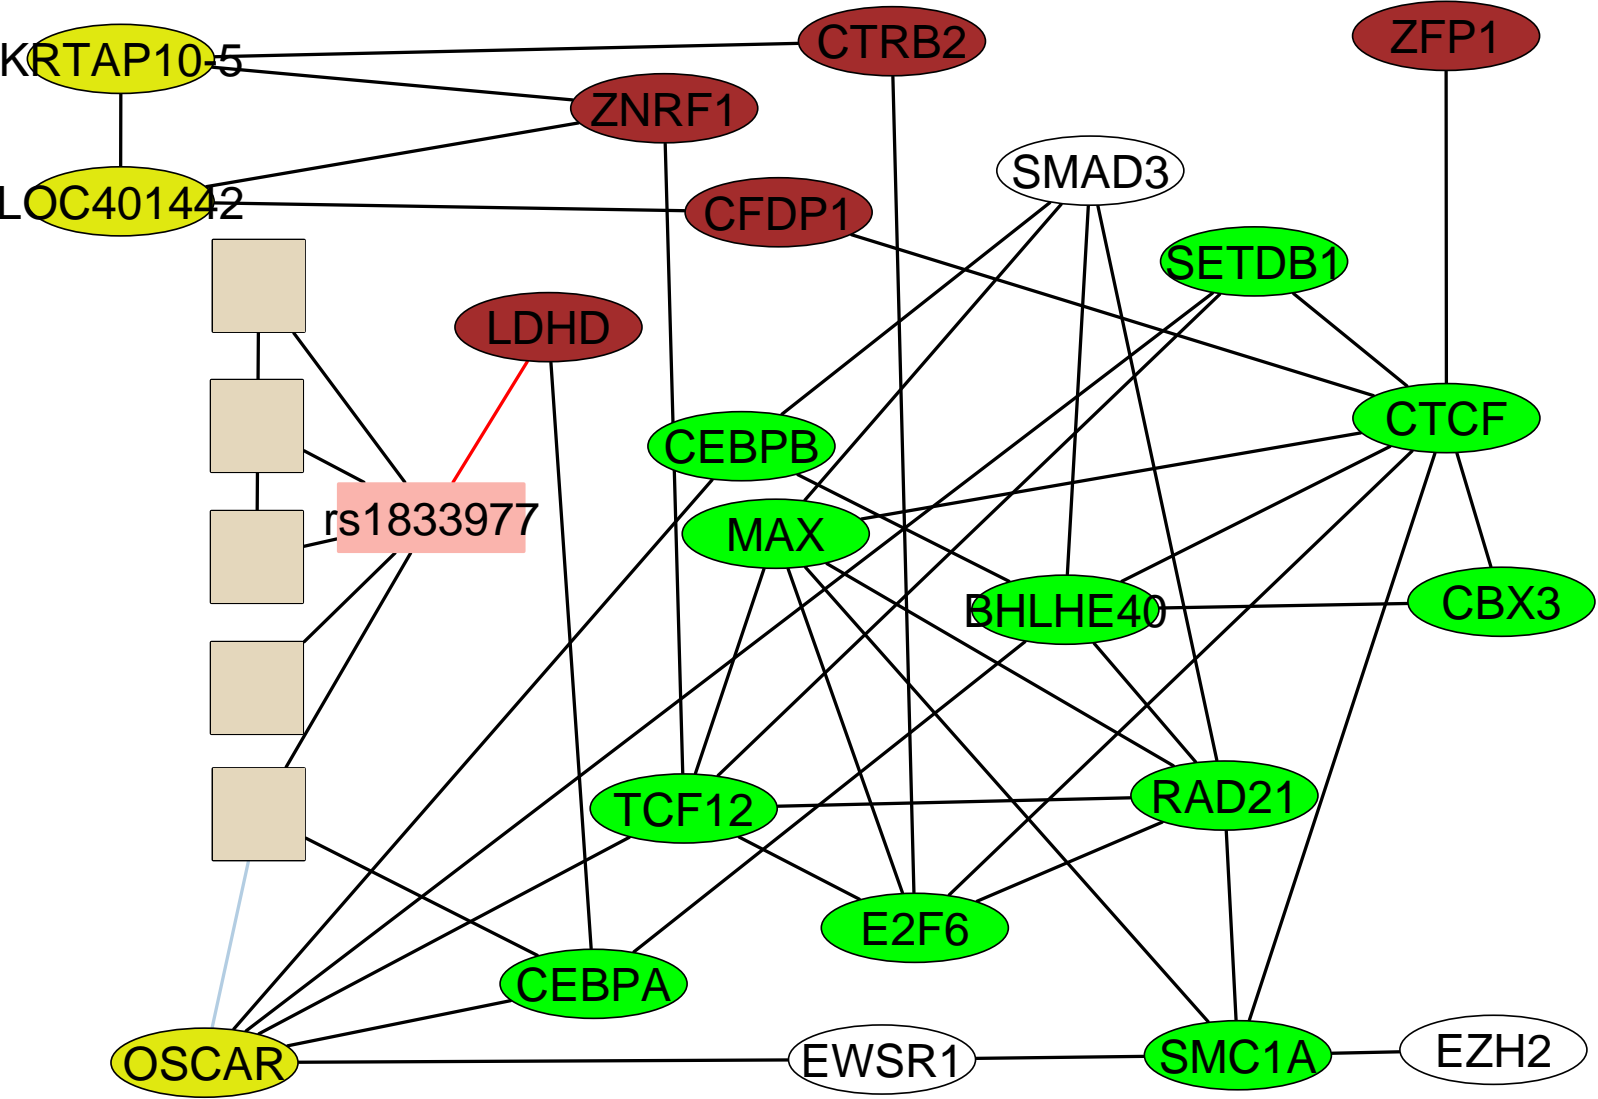 KRTAP10-5
CTRB2
ZFP1
ZNRF1
SMAD3
LOC401442
CFDP1
SETDB1
LDHD
CTCF
CEBPB
rs1833977
MAX
BHLHE40
CBX3
TCF12
RAD21
E2F6
CEBPA
OSCAR
EWSR1
SMC1A
EZH2